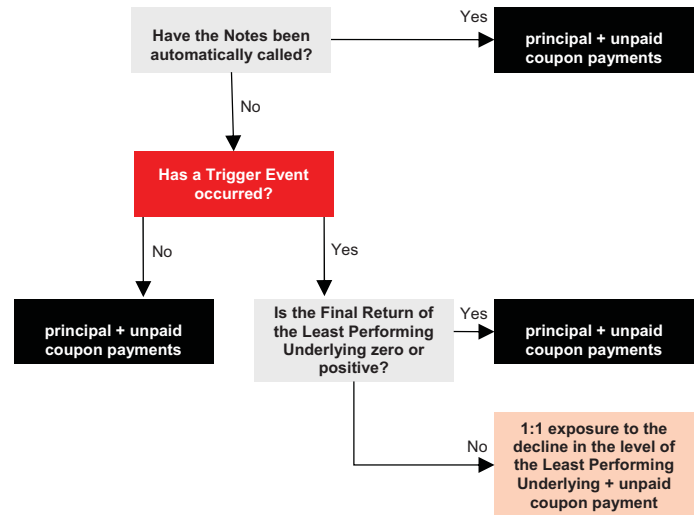 Have the Notes been
automatically called?
Yes
principal + unpaid
coupon payments
No
Has a Trigger Event
occurred?
No
Yes
principal + unpaid
coupon payments
Is the Final Return of
the Least Performing
Underlying zero or
positive?
Yes
principal + unpaid
coupon payments
No
1:1 exposure to the
decline in the level of
the Least Performing
Underlying + unpaid
coupon payment